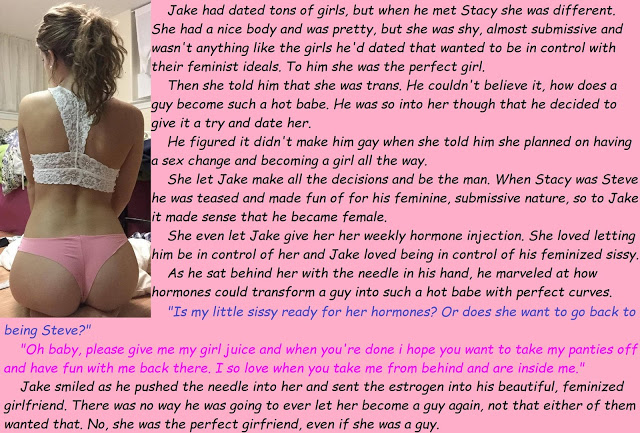 Jake had dated tons of girls, but when he met Stacy she was different.
She had a nice body and was pretty, but she was shy, almost submissive and
wasn't anything like the girls he'd dated that wanted to be in control with
their feminist ideals. To him she was the perfect girl.
Then she told him that she was trans. He couldn't believe it, how does a
guy become such a hot babe. He was so into her though that he decided to
give it a try and date her.
He figured it didn't make him gay when she told him she planned on having
a sex change and becoming a girl all the way.
She let Jake make all the decisions and be the man. When Stacy was Steve
he was teased and made fun of for his feminine, submissive nature, so to Jake
it made sense that he became female.
She even let Jake give her her weekly hormone injection. She loved letting
him be in control of her and Jake loved being in control of his feminized sissy.
As he sat behind her with the needle in his hand, he marveled at how
hormones could transform a guy into such a hot babe with perfect curves.
"Is my little sissy ready for her hormones? Or does she want to go back to
being Steve?"
"Oh baby, please give me my girl juice and when you're done i hope you want to take my panties off
and have fun with me back there. I so love when you take me from behind and are inside me."
Jake smiled as he pushed the needle into her and sent the estrogen into his beautiful, feminized
girlfriend. There was no way he was going to ever let her become a guy again, not that either of them
wanted that. No, she was the perfect girfriend, even if she was a guy.